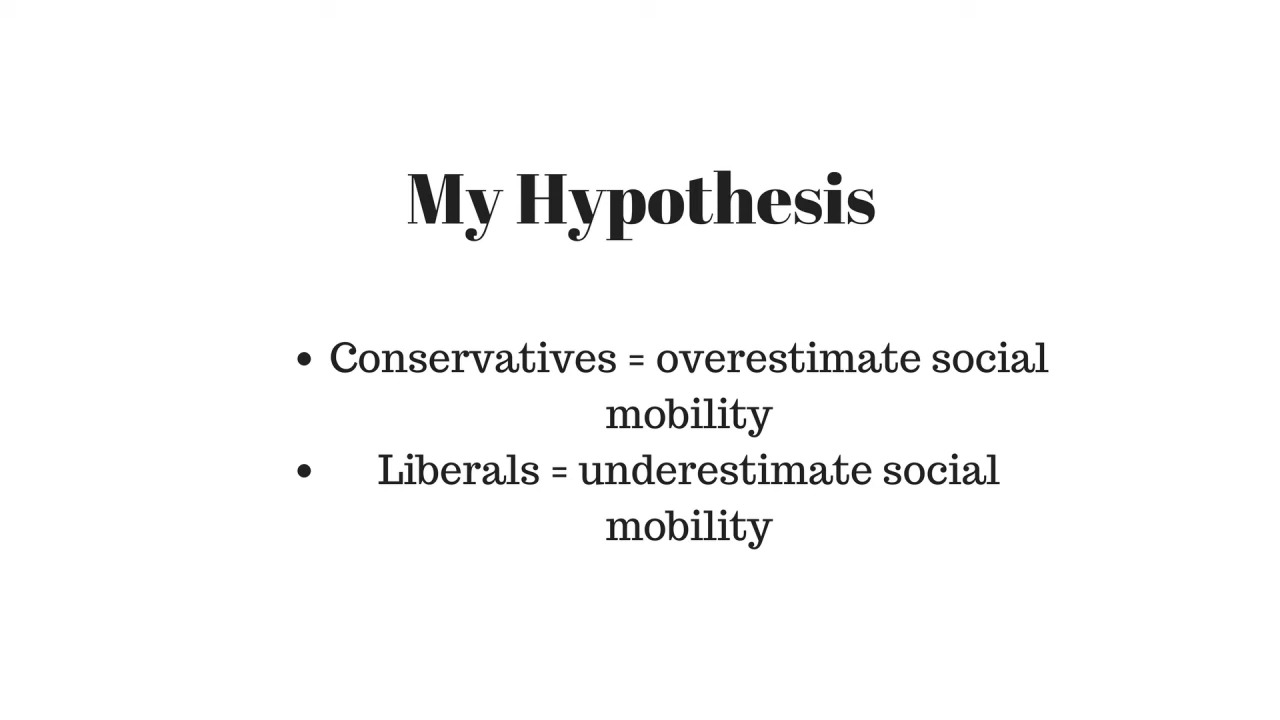 My Hypothesis
• Conservatives = overestimate social
mobility
• Liberals = underestimate social
mobility